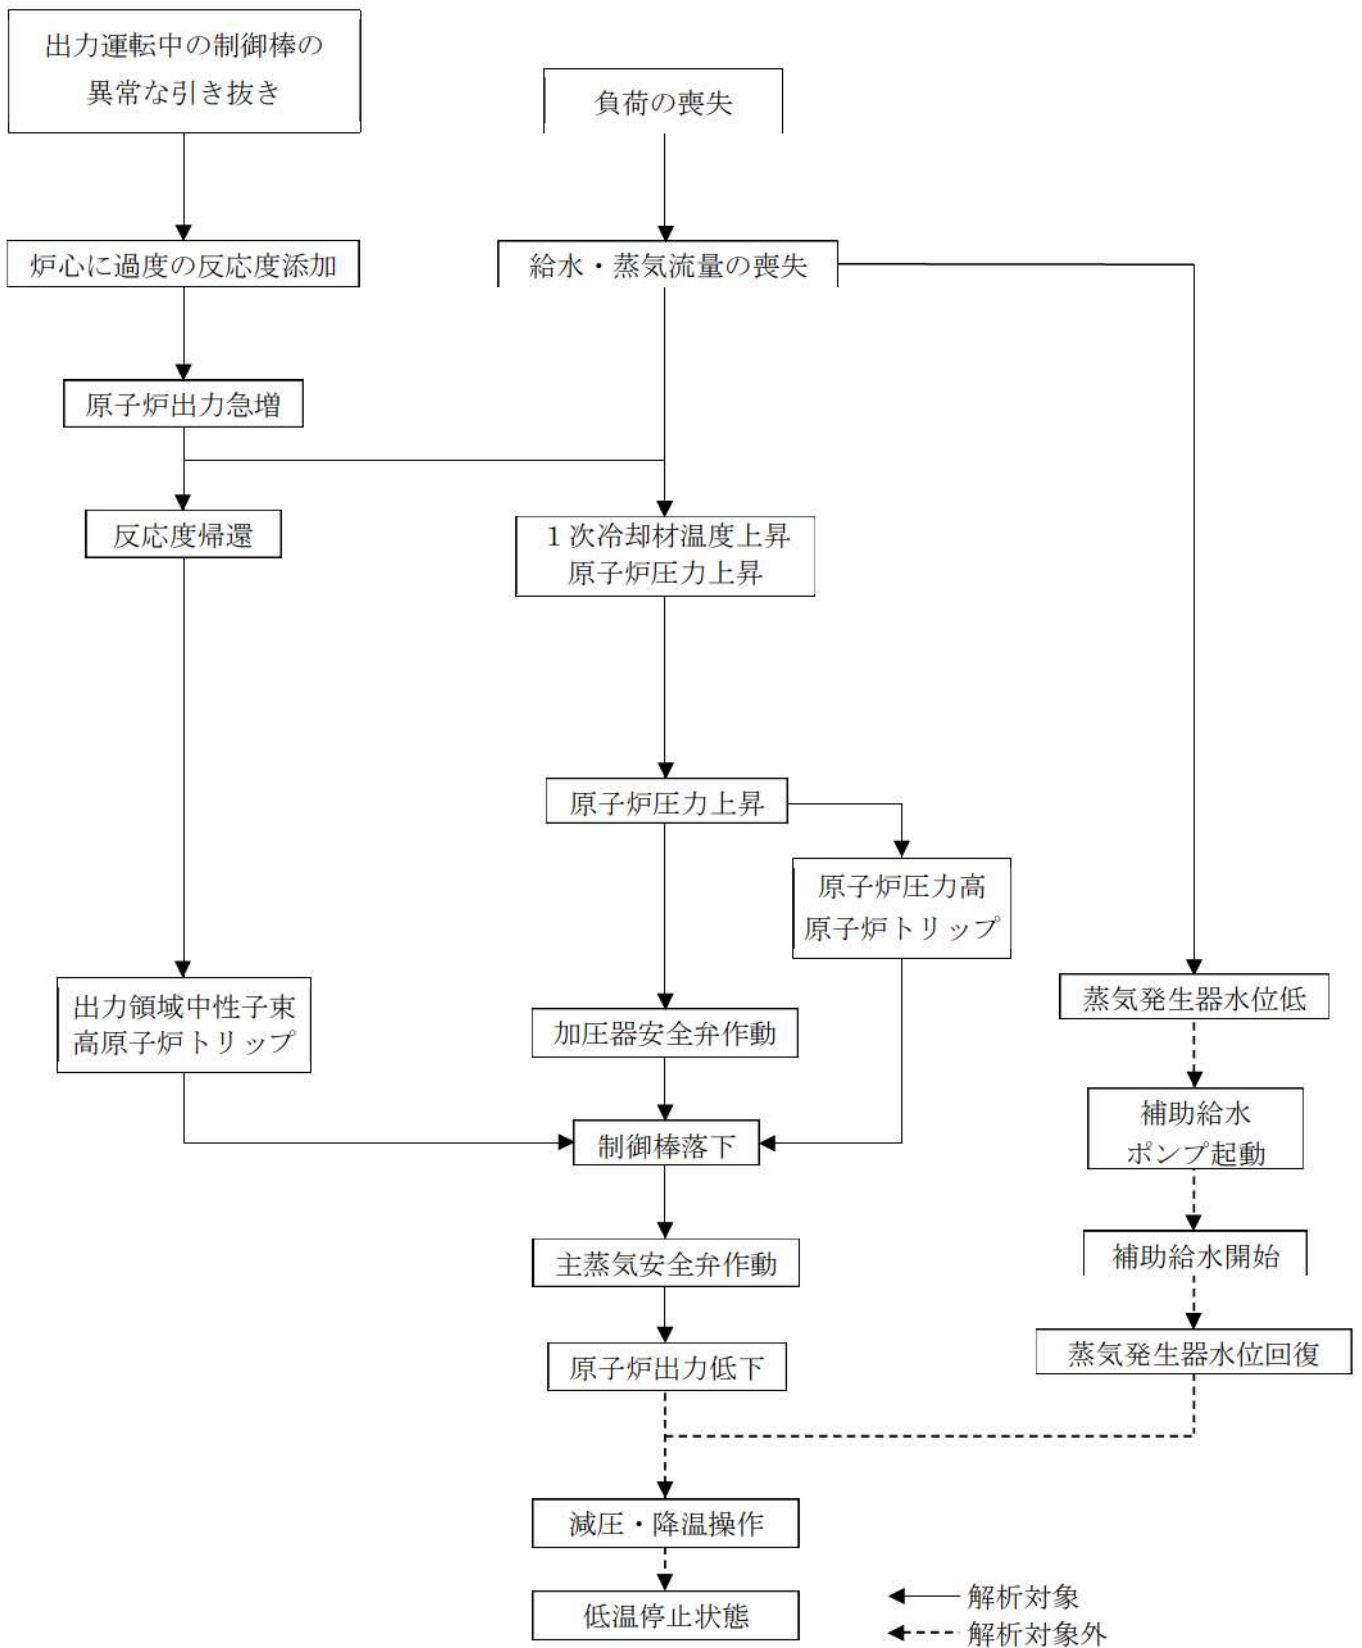 出力運転中の制御棒の
異常な引き抜き
負荷の喪失
炉心に過度の反応度添加
給水・蒸気流量の喪失
原子炉出力急増
反応度帰還
１次冷却材温度上昇
原子炉圧力上昇
原子炉圧力上昇
原子炉圧力高
原子炉トリップ
出力領域中性子束
高原子炉トリップ
加圧器安全弁作動
蒸気発生器水位低
制御棒落下
補助給水
ポンプ起動
主蒸気安全弁作動
補助給水開始
原子炉出力低下
蒸気発生器水位回復
減圧・降温操作
低温停止状態
解析対象
解析対象外